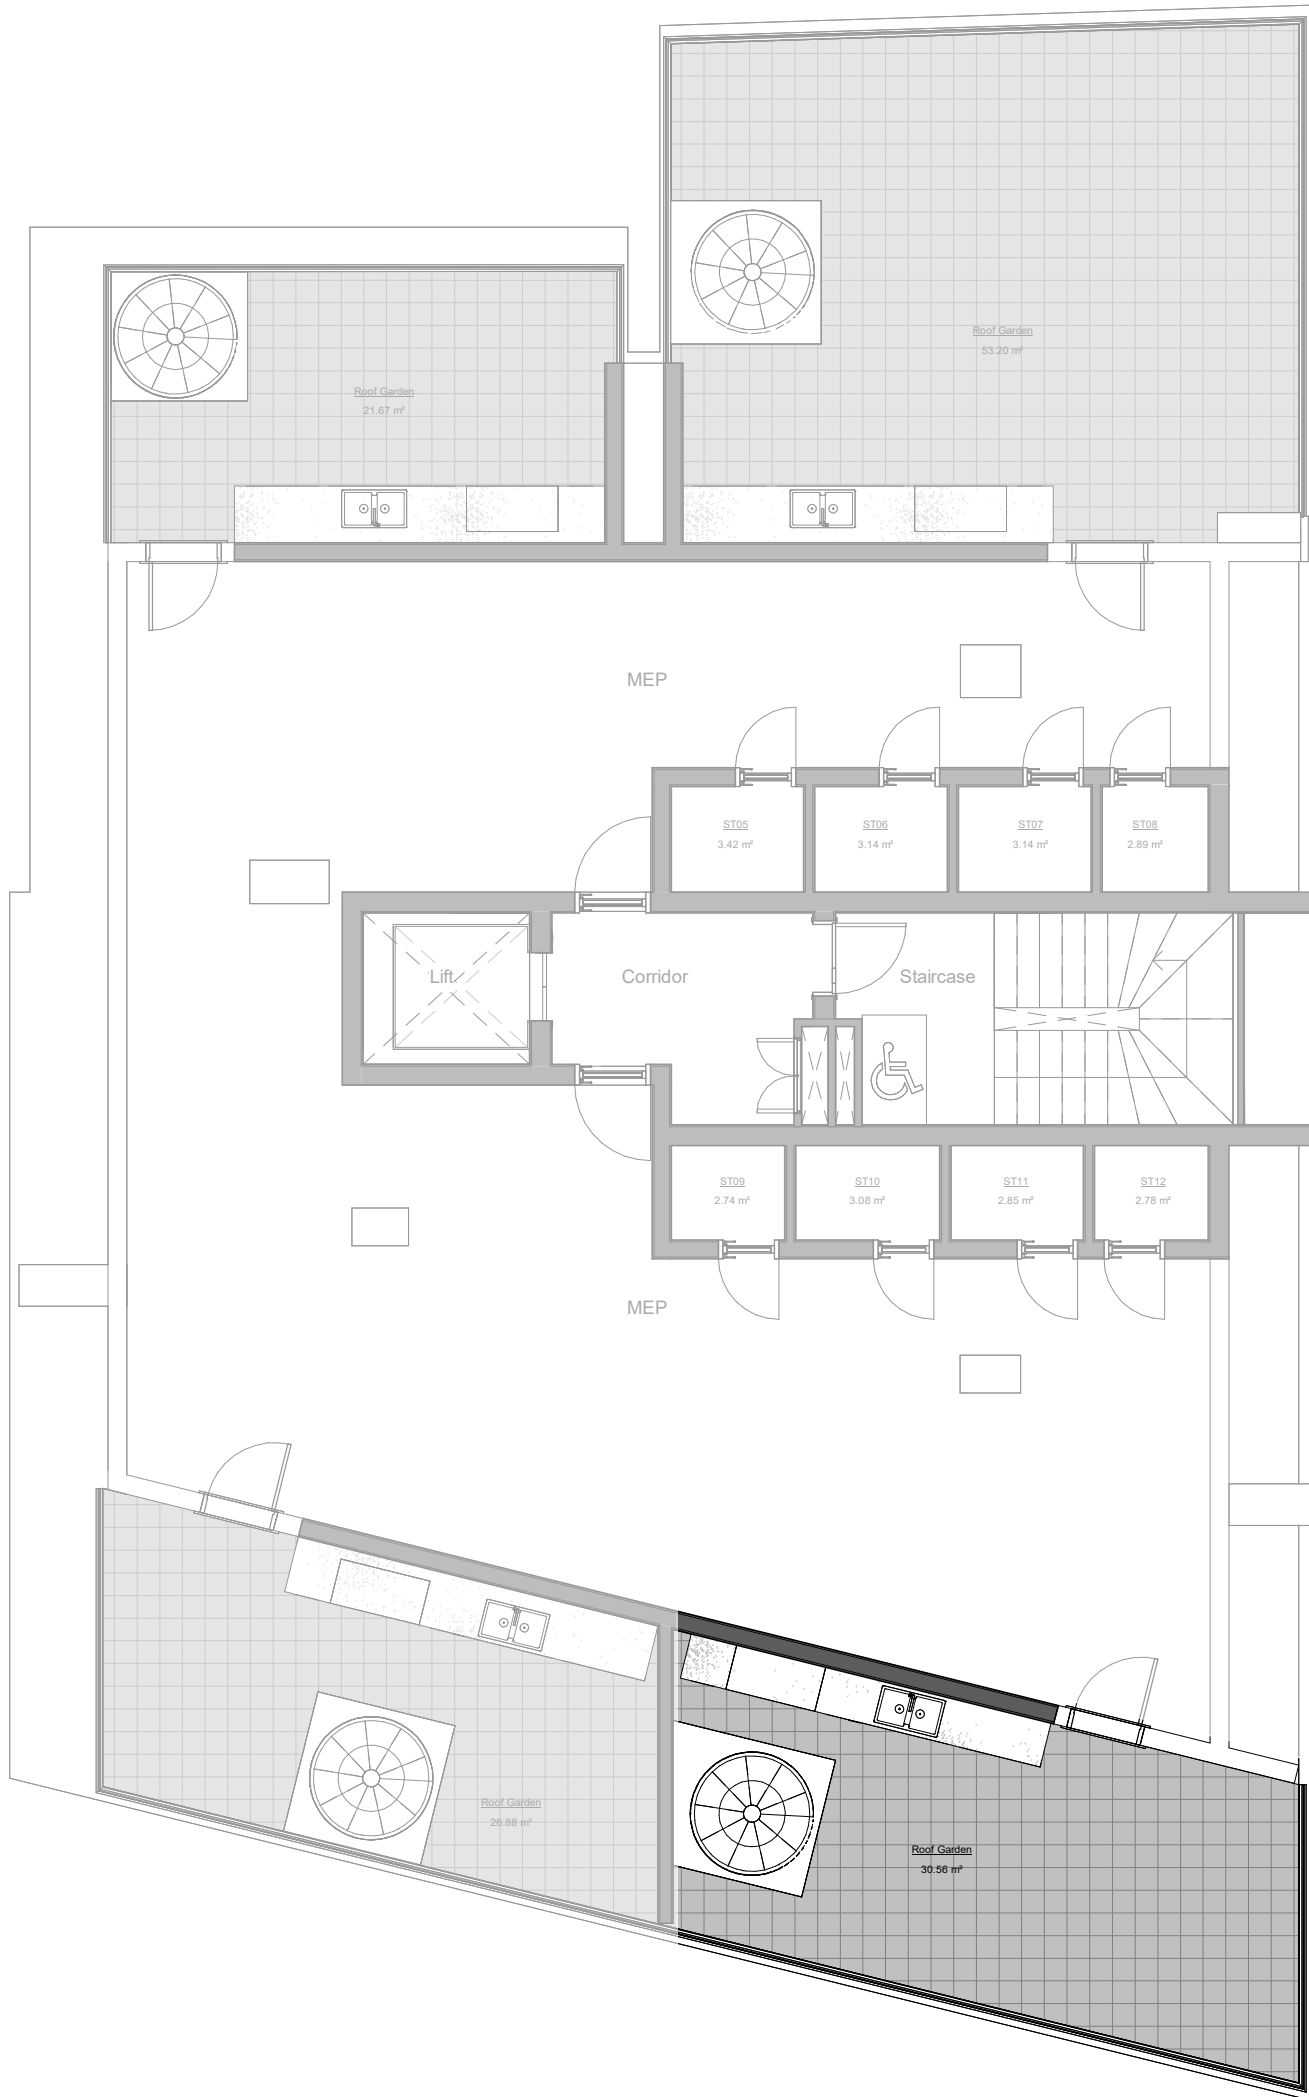 Roof Garden
53.20 m²
Roof Garden
21.67 m²
MEP
ST05
3.42 m²
ST06
3.14 m²
ST07
3.14 m²
ST08
2.89 m²
Lift
Corridor
Staircase
ST09
2.74 m²
ST10
3.08 m²
ST11
2.85 m²
ST12
2.78 m²
MEP
Roof Garden
26.88 m²
Roof Garden
30.56 m²